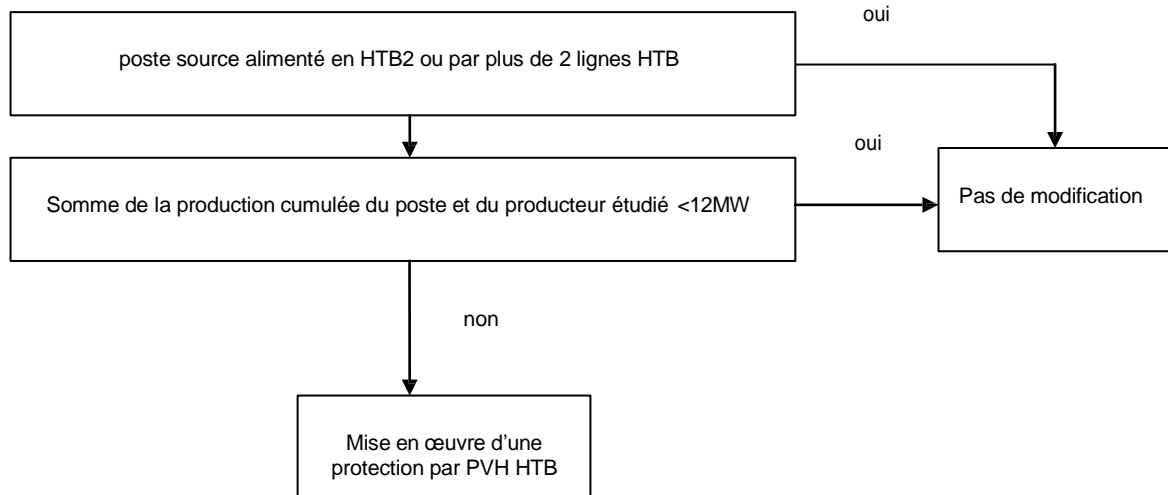 oui
poste source alimenté en HTB2 ou par plus de 2 lignes HTB
oui
Somme de la production cumulée du poste et du producteur étudié <12MW
Pas de modification
non
Mise en œuvre d’une
protection par PVH HTB